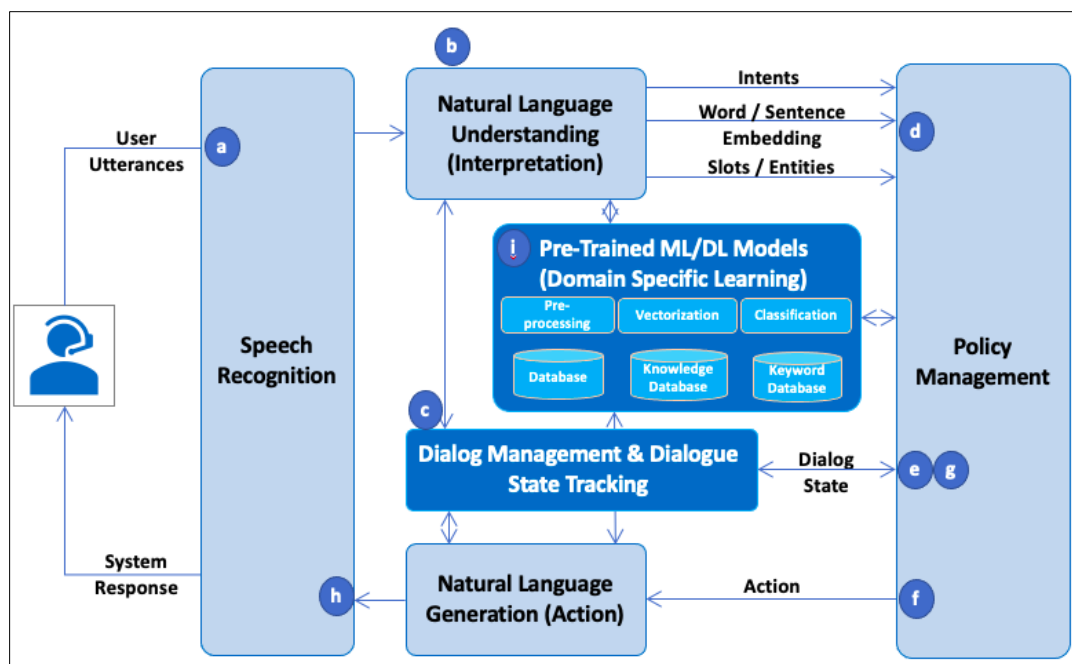 b
Natural Language
Understanding
(Interpretation)
Intents
Word / Sentence
Embedding
Slots / Entities
d
User
Utterances
a
i
Pre-Trained ML/DL Models
(Domain Specific Learning)
Pre-
processing
Vectorization
Classification
Database
Knowledge
Database
Keyword
Database
Speech
Recognition
Policy
Management
c
Dialog Management & Dialogue
State Tracking
Dialog
State
e
g
System
Response
h
Natural Language
Generation (Action)
Action
f